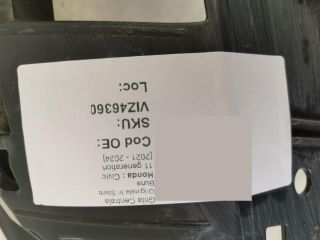 Grila Centrala
Originala In Stare
Buna
Honda : Civic
11 generation
[2021 - 2024]
Cod OE:
SKU:
VIZ46360
Loc: